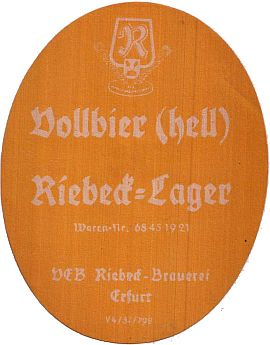 R
Vollbier (hell)
Riebeck=Lager
Waren-Nr. 68 45 19 21
VEB Riebeck-Brauerei
Erfurt